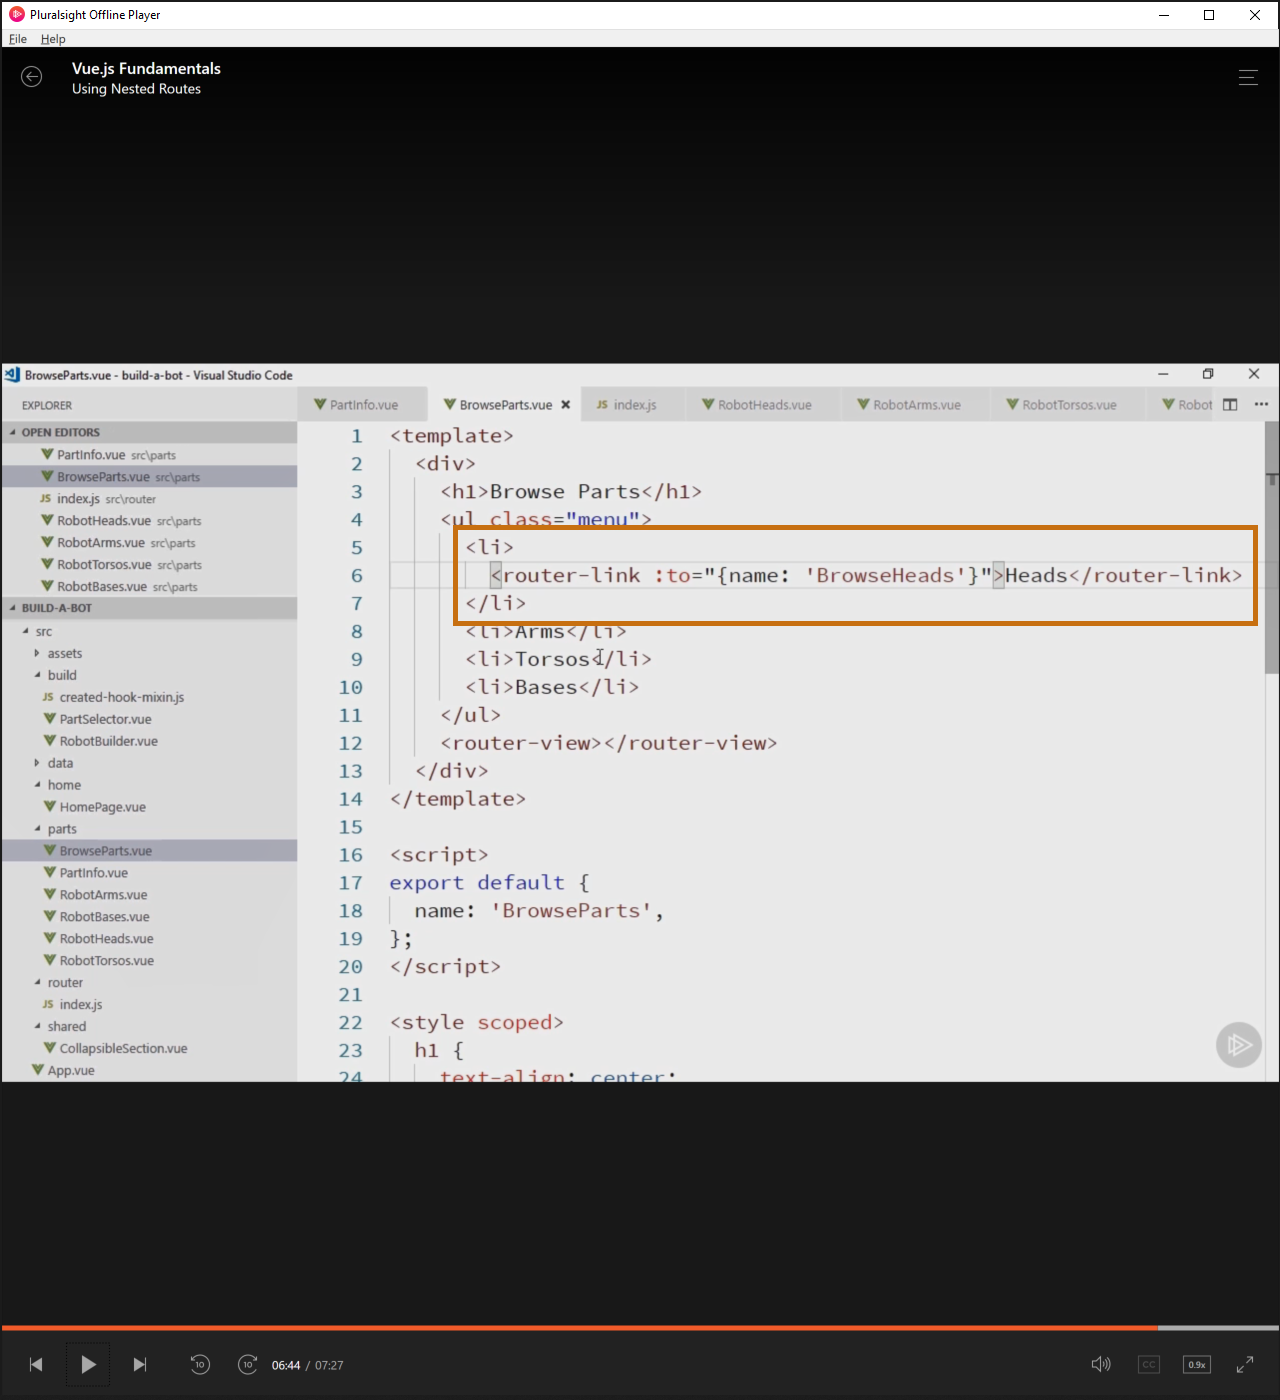 Pluralsight Offline Player
File Help
Vue.js Fundamentals
Using Nested Routes
BrowseParts.vue - build-a-bot - Visual Studio Code
EXPLORER
PartInfo.vue BrowseParts.vue JS index.js RobotHeads.vue RobotArms.vue RobotTorsos.vue Robot
OPEN EDITORS
PartInfo.vue src\parts
BrowseParts.vue src\parts
JS index.js src\router
RobotHeads.vue src\parts
RobotArms.vue src\parts
RobotTorsos.vue src\parts
RobotBases.vue src\parts
BUILD-A-BOT
src
assets
build
JS created-hook-mixin.js
PartSelector.vue
RobotBuilder.vue
data
home
HomePage.vue
parts
BrowseParts.vue
PartInfo.vue
RobotArms.vue
RobotBases.vue
RobotHeads.vue
RobotTorsos.vue
router
JS index.js
shared
CollapsibleSection.vue
App.vue
1 <template>
2 <div>
3 <h1>Browse Parts</h1>
4 <ul class="menu">
5 <li>
6 <router-link :to="{name: 'BrowseHeads'}">Heads</router-link>
7 </li>
8 <li>Arms</li>
9 <li>Torsos</li>
10 <li>Bases</li>
11 </ul>
12 <router-view></router-view>
13 </div>
14 </template>
15
16 <script>
17 export default {
18 name: 'BrowseParts',
19 };
20 </script>
21
22 <style scoped>
23 h1 {
24 text-align: center;
10 10 06:44 / 07:27 CC 0.9x